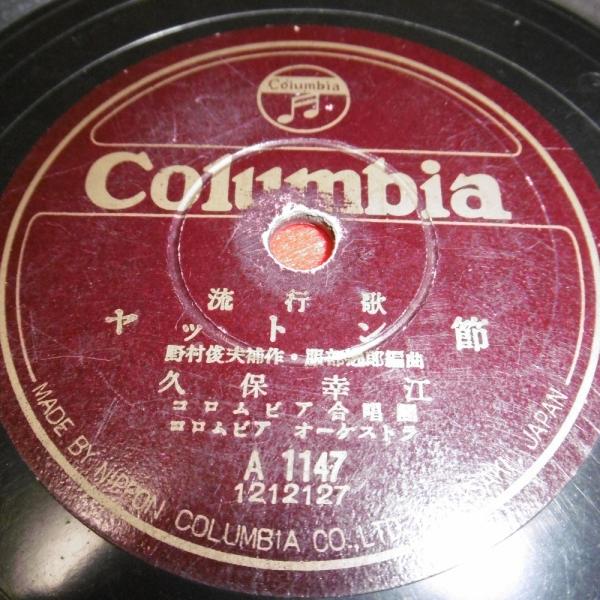 Columbia
Columbia
流行歌
ヤットン節
野村俊夫補作・服部 郎編曲
久保幸江
コロムビア合唱團
コロムビア オーケストラ
A 1147
1212127
MADE BY NIPPON COLUMBIA CO., LTD. JAPAN